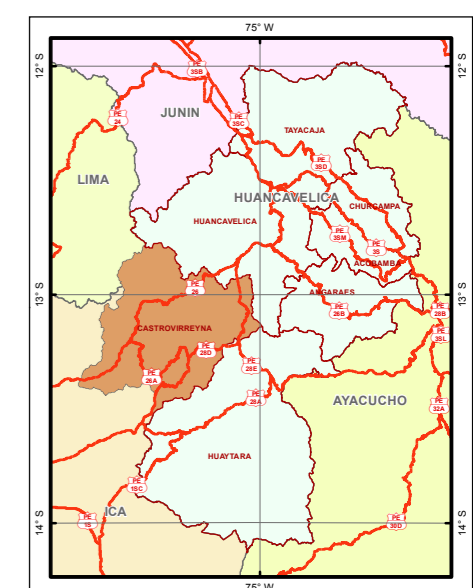 75° W
12° S
12° S
PE
3SB
PE
24
JUNIN
PE
3SC
TAYACAJA
PE
3SD
LIMA
HUANCAVELICA
CHURCAMPA
HUANCAVELICA
PE
3SM
PE
3S
ACOBAMBA
13° S
13° S
PE
26
ANGARAES
PE
26B
PE
28B
CASTROVIRREYNA
PE
3SL
PE
28D
PE
28E
PE
26A
PE
28A
AYACUCHO
PE
32A
HUAYTARA
PE
1SC
ICA
PE
1S
PE
30D
14° S
14° S
75° W